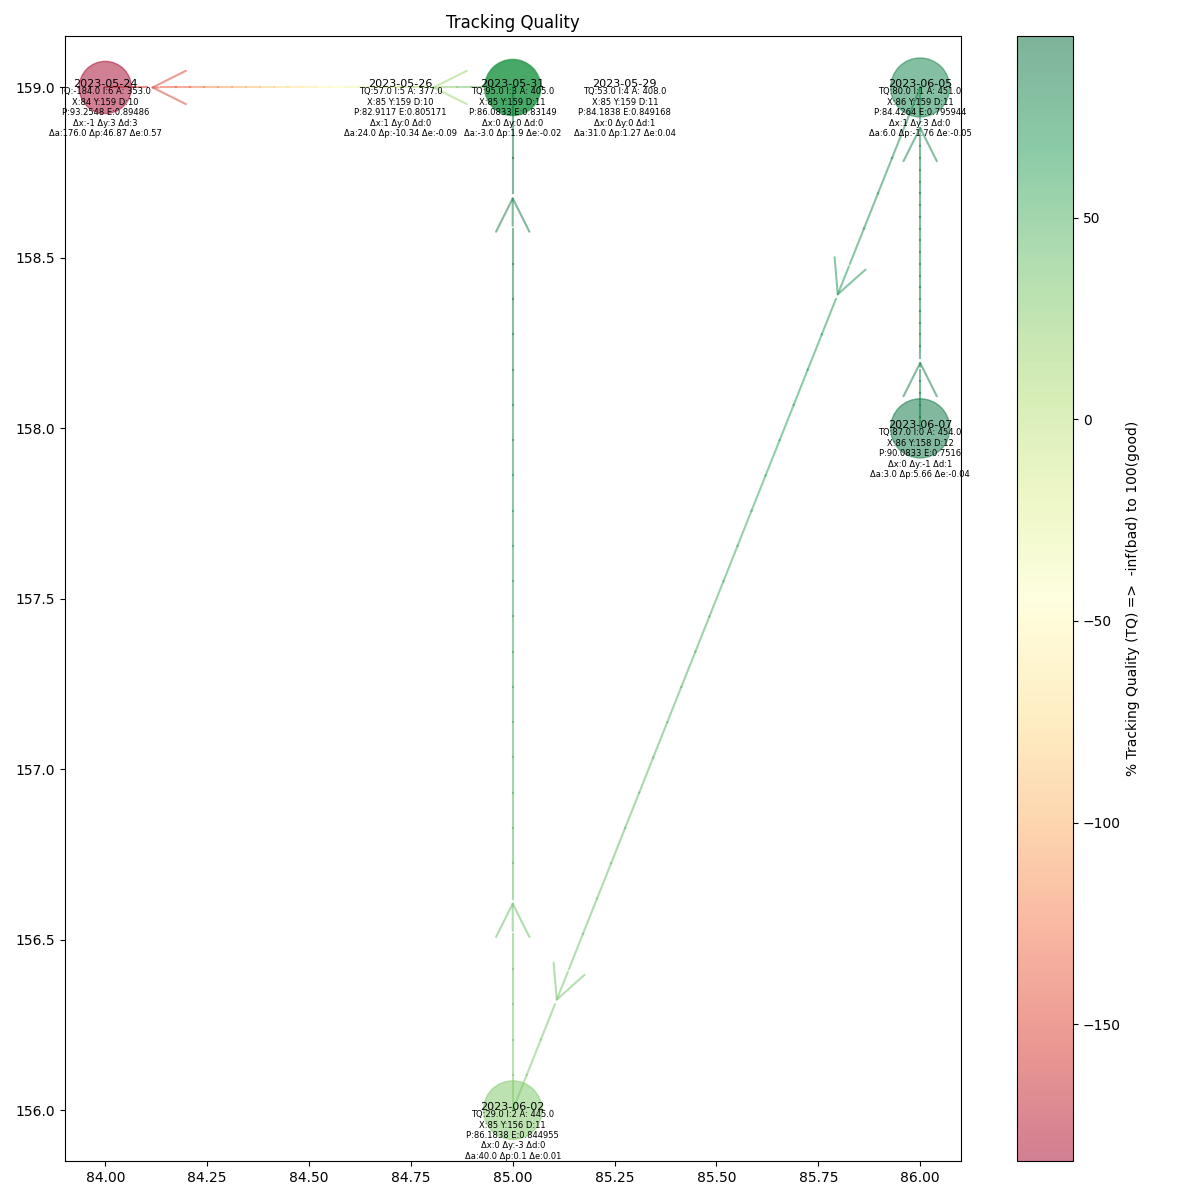 Tracking Quality
2023-05-24
TQ:-184.0 I:6 A: 353.0
X:84 Y:159 D:10
P:93.2548 E:0.89486
Δx:-1 Δy:3 Δd:3
Δa:176.0 Δp:46.87 Δe:0.57
2023-05-26
TQ:57.0 I:5 A: 377.0
X:85 Y:159 D:10
P:82.9117 E:0.805171
Δx:1 Δy:0 Δd:0
Δa:24.0 Δp:-10.34 Δe:-0.09
2023-05-31
TQ:95.0 I:3 A: 405.0
X:85 Y:159 D:11
P:86.0833 E:0.83149
Δx:0 Δy:0 Δd:0
Δa:-3.0 Δp:1.9 Δe:-0.02
2023-05-29
TQ:53.0 I:4 A: 408.0
X:85 Y:159 D:11
P:84.1838 E:0.849168
Δx:0 Δy:0 Δd:1
Δa:31.0 Δp:1.27 Δe:0.04
2023-06-05
TQ:80.0 I:1 A: 451.0
X:86 Y:159 D:11
P:84.4264 E:0.795944
Δx:1 Δy:3 Δd:0
Δa:6.0 Δp:-1.76 Δe:-0.05
2023-06-07
TQ:87.0 I:0 A: 454.0
X:86 Y:158 D:12
P:90.0833 E:0.7516
Δx:0 Δy:-1 Δd:1
Δa:3.0 Δp:5.66 Δe:-0.04
2023-06-02
TQ:29.0 I:2 A: 445.0
X:85 Y:156 D:11
P:86.1838 E:0.844955
Δx:0 Δy:-3 Δd:0
Δa:40.0 Δp:0.1 Δe:0.01
159.0
158.5
158.0
157.5
157.0
156.5
156.0
84.00 84.25 84.50 84.75 85.00 85.25 85.50 85.75 86.00
50
0
−50
−100
−150
% Tracking Quality (TQ) => -inf(bad) to 100(good)